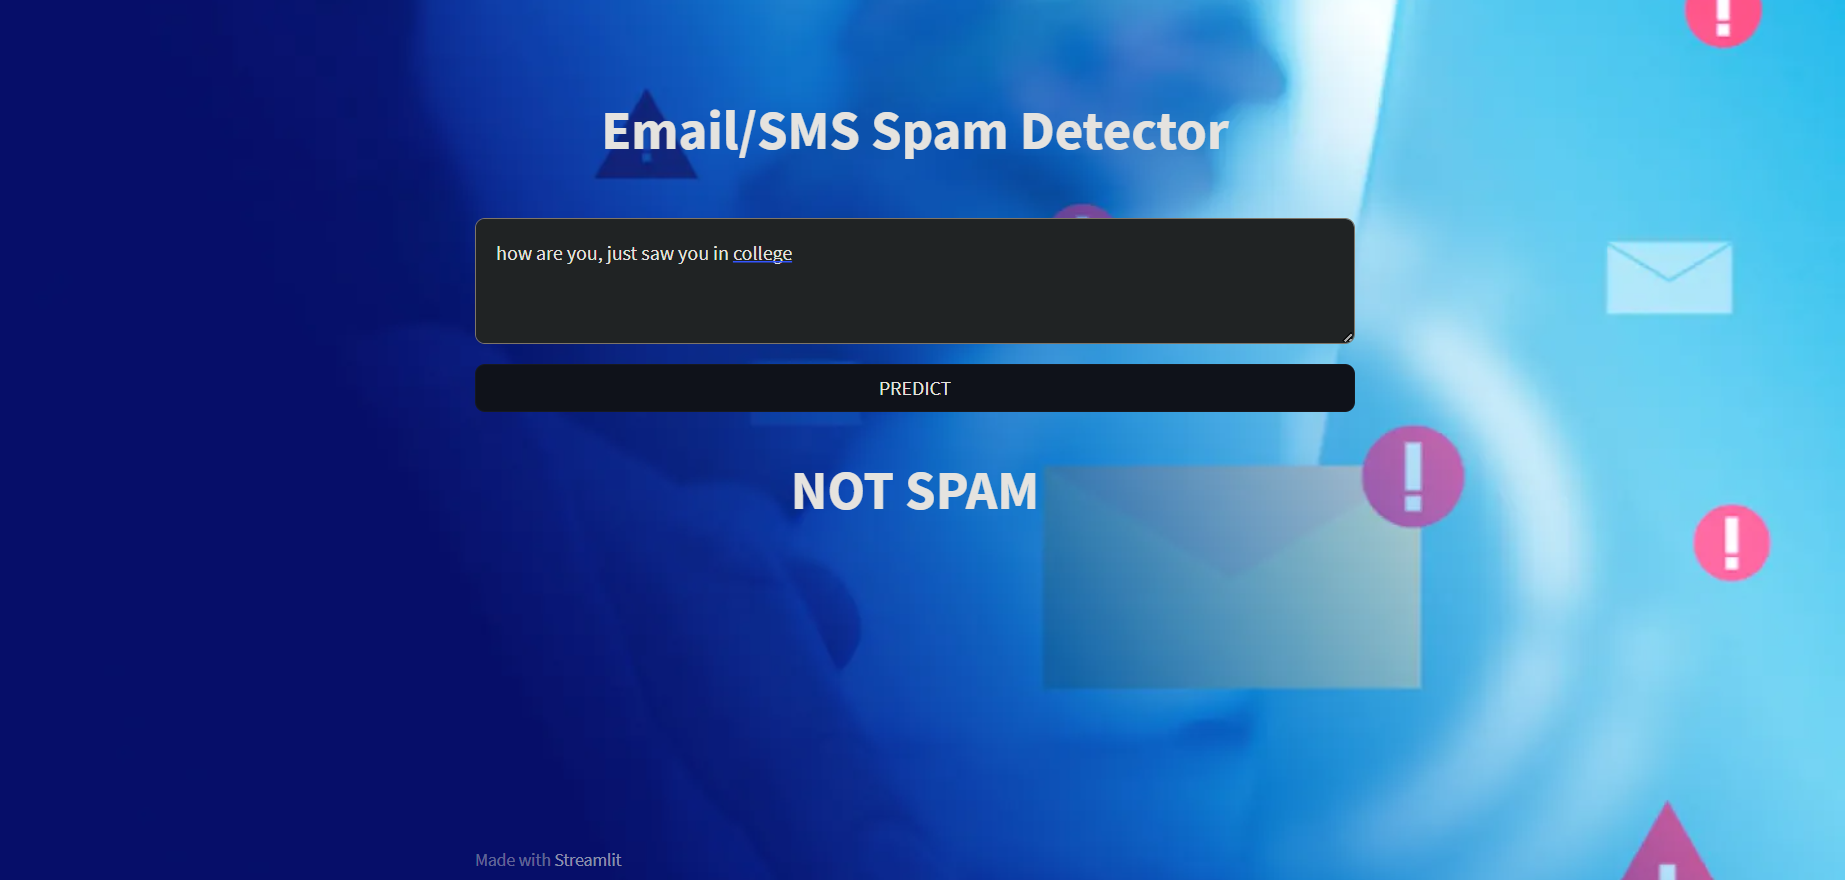 Email/SMS Spam Detector
how are you, just saw you in college
PREDICT
NOT SPAM
Made with Streamlit